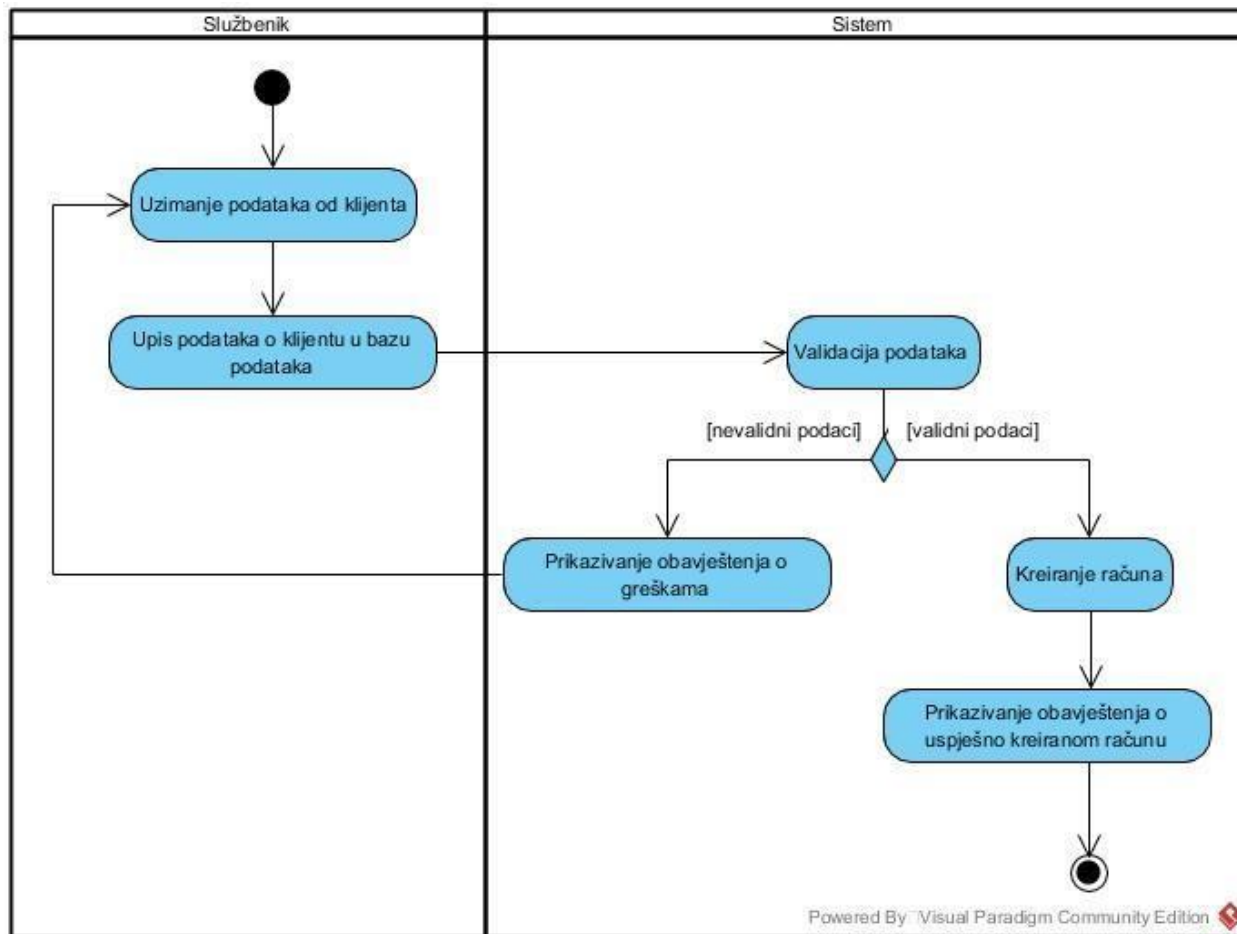 Službenik
Sistem
Uzimanje podataka od klijenta
Upis podataka o klijentu u bazu
podataka
Validacija podataka
[nevalidni podaci]
[validni podaci]
Prikazivanje obavještenja o
greškama
Kreiranje računa
Prikazivanje obavještenja o
uspješno kreiranom računu
Powered By Visual Paradigm Community Edition